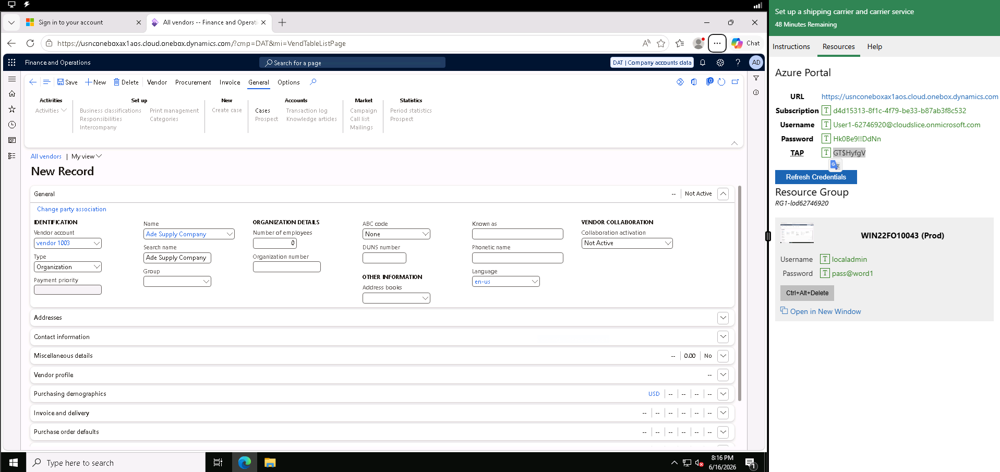 Sign in to your account
All vendors -- Finance and Operati
https://usnconeboxax1aos.cloud.onebox.dynamics.com/?cmp=DAT&mi=VendTableListPage
Chat
Finance and Operations
Search for a page
DAT | Company accounts data
AD
Save
New
Delete
Vendor
Procurement
Invoice
General
Options
0
Activities
Activities
Set up
Business classifications
Print management
Responsibilities
Categories
Intercompany
New
Create case
Accounts
Cases
Transaction log
Prospect
Knowledge articles
Market
Campaign
Call list
Mailings
Statistics
Period statistics
Prospect
All vendors | My view
New Record
General
-- Not Active
Change party association
IDENTIFICATION
Vendor account
vendor 1003
Type
Organization
Payment priority
Name
Ade Supply Company
Search name
Ade Supply Company
Group
ORGANIZATION DETAILS
Number of employees
0
Organization number
ABC code
None
DUNS number
OTHER INFORMATION
Address books
Known as
Phonetic name
Language
en-us
VENDOR COLLABORATION
Collaboration activation
Not Active
Addresses
Contact information
Miscellaneous details
-- 0.00 No
Vendor profile
--
Purchasing demographics
USD -- -- -- --
Invoice and delivery
-- -- -- -- -- --
Purchase order defaults
-- -- -- -- -- --
Type here to search
8:16 PM
6/16/2026
1
Set up a shipping carrier and carrier service
48 Minutes Remaining
Instructions
Resources
Help
Azure Portal
URL https://usnconeboxax1aos.cloud.onebox.dynamics.com
Subscription T d4d15313-8f1c-4f79-be33-b87ab3f8c532
Username T User1-62746920@cloudslice.onmicrosoft.com
Password T Hk0Be9!!DdNn
TAP T GT$HyfgV
Refresh Credentials
Resource Group
RG1-lod62746920
WIN22FO10043 (Prod)
Username T localadmin
Password T pass@word1
Ctrl+Alt+Delete
Open in New Window